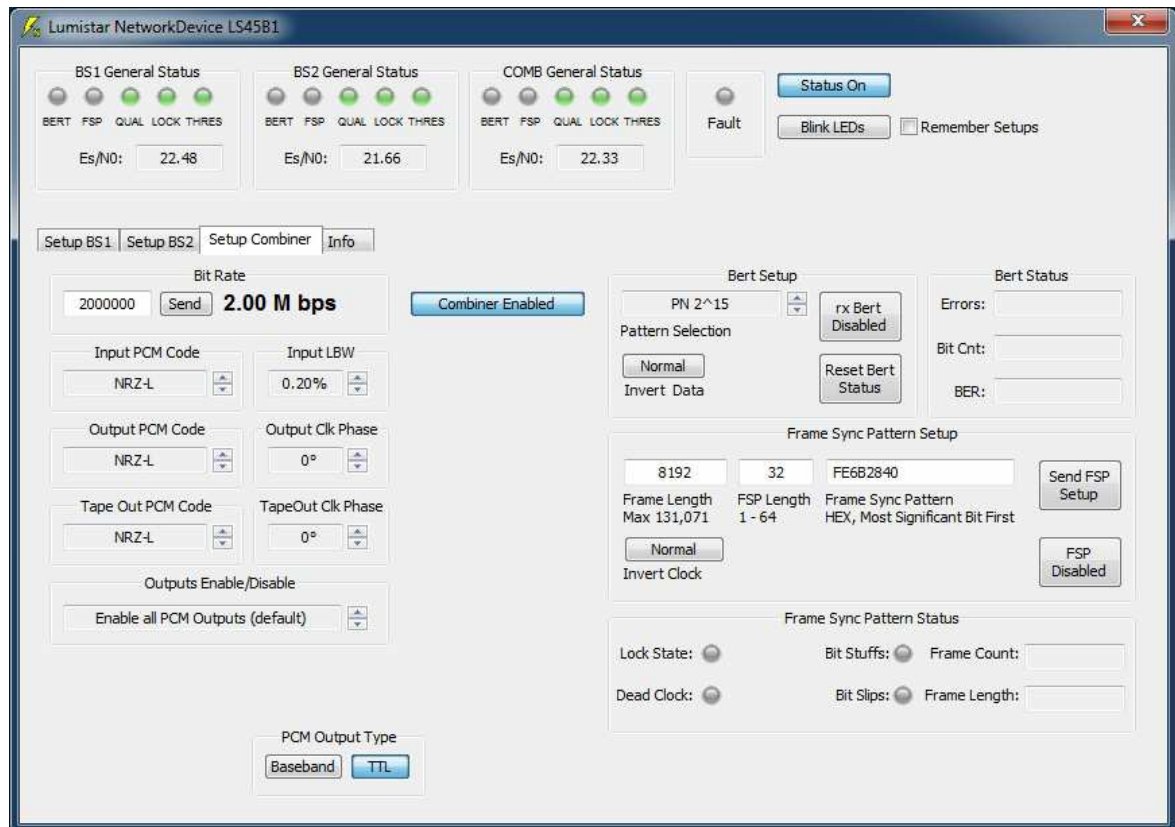 Lumistar NetworkDevice LS45B1
BS1 General Status
BERT FSP QUAL LOCK THRES
Es/N0: 22.48
BS2 General Status
BERT FSP QUAL LOCK THRES
Es/N0: 21.66
COMB General Status
BERT FSP QUAL LOCK THRES
Es/N0: 22.33
Fault
Status On
Blink LEDs
Remember Setups
Setup BS1 Setup BS2 Setup Combiner Info
Bit Rate
2000000 Send 2.00 M bps
Combiner Enabled
Input PCM Code
NRZ-L
Input LBW
0.20%
Output PCM Code
NRZ-L
Output Clk Phase
0°
Tape Out PCM Code
NRZ-L
TapeOut Clk Phase
0°
Outputs Enable/Disable
Enable all PCM Outputs (default)
PCM Output Type
Baseband TTL
Bert Setup
PN 2^15
Pattern Selection
Normal
Invert Data
rx Bert
Disabled
Reset Bert
Status
Bert Status
Errors:
Bit Cnt:
BER:
Frame Sync Pattern Setup
8192 32 FE6B2840
Frame Length FSP Length Frame Sync Pattern
Max 131,071 1 - 64 HEX, Most Significant Bit First
Send FSP
Setup
Normal
Invert Clock
FSP
Disabled
Frame Sync Pattern Status
Lock State: Bit Stuffs: Frame Count:
Dead Clock: Bit Slips: Frame Length: